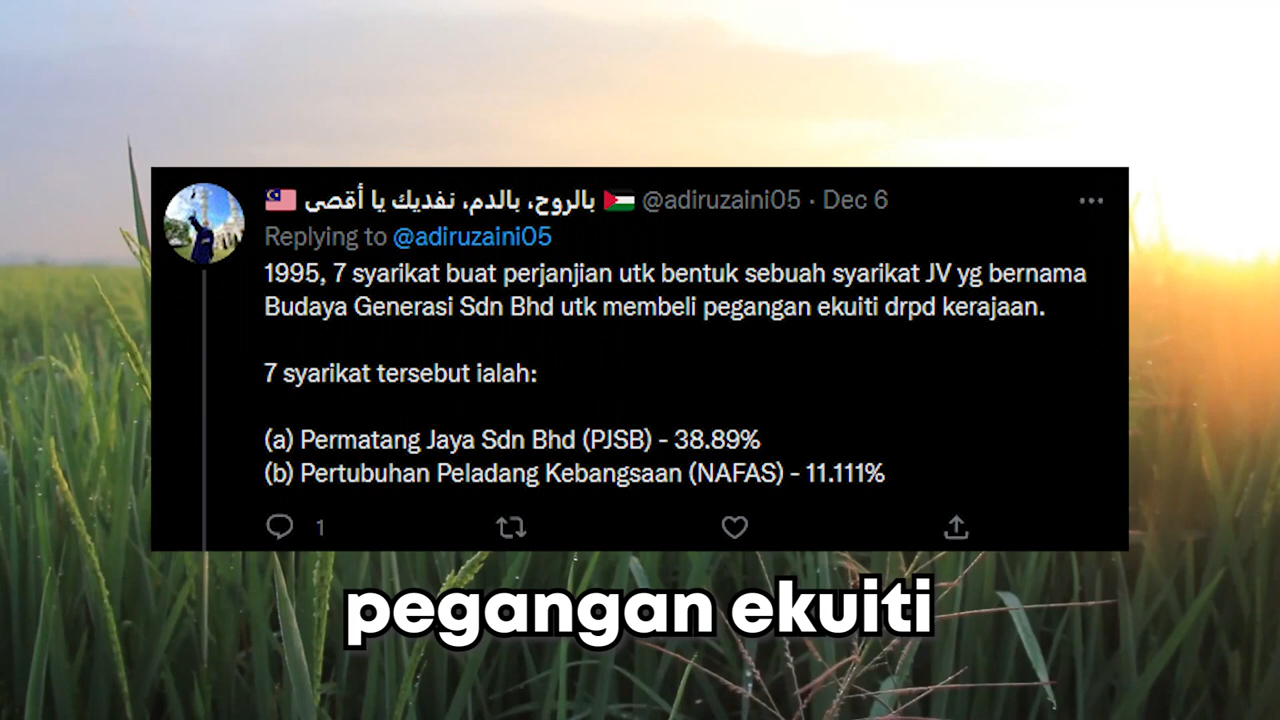 🇲🇾 بالروح، بالدم، نفديك يا أقصى 🇵🇸 @adiruzaini05 · Dec 6
Replying to @adiruzaini05
1995, 7 syarikat buat perjanjian utk bentuk sebuah syarikat JV yg bernama
Budaya Generasi Sdn Bhd utk membeli pegangan ekuiti drpd kerajaan.
7 syarikat tersebut ialah:
(a) Permatang Jaya Sdn Bhd (PJSB) - 38.89%
(b) Pertubuhan Peladang Kebangsaan (NAFAS) - 11.111%
1
pegangan ekuiti